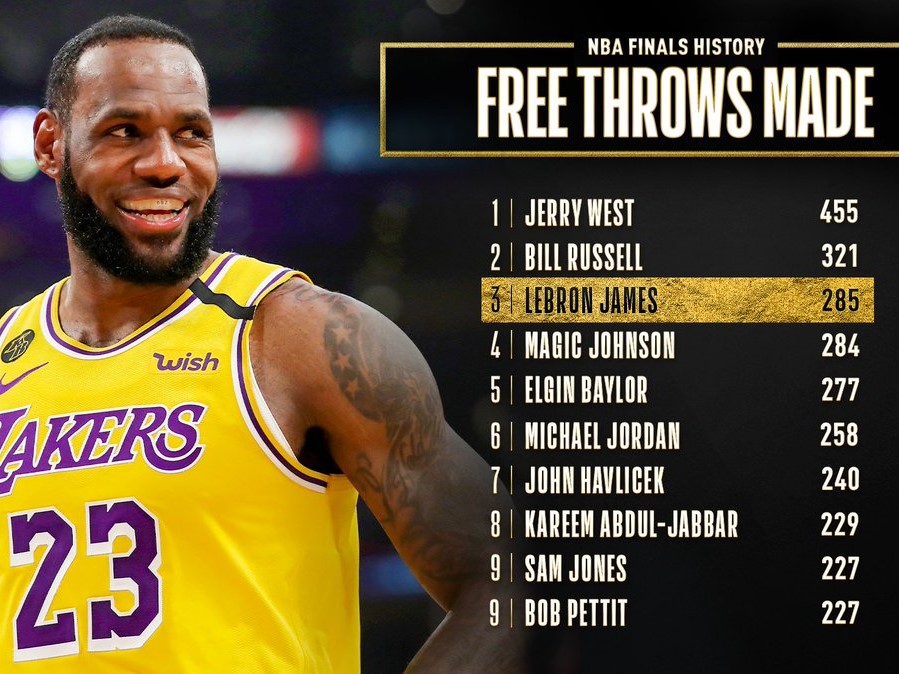 NBA FINALS HISTORY
FREE THROWS MADE
1 | JERRY WEST 455
2 | BILL RUSSELL 321
3 | LEBRON JAMES 285
4 | MAGIC JOHNSON 284
5 | ELGIN BAYLOR 277
6 | MICHAEL JORDAN 258
7 | JOHN HAVLICEK 240
8 | KAREEM ABDUL-JABBAR 229
9 | SAM JONES 227
9 | BOB PETTIT 227
wish
LAKERS
23